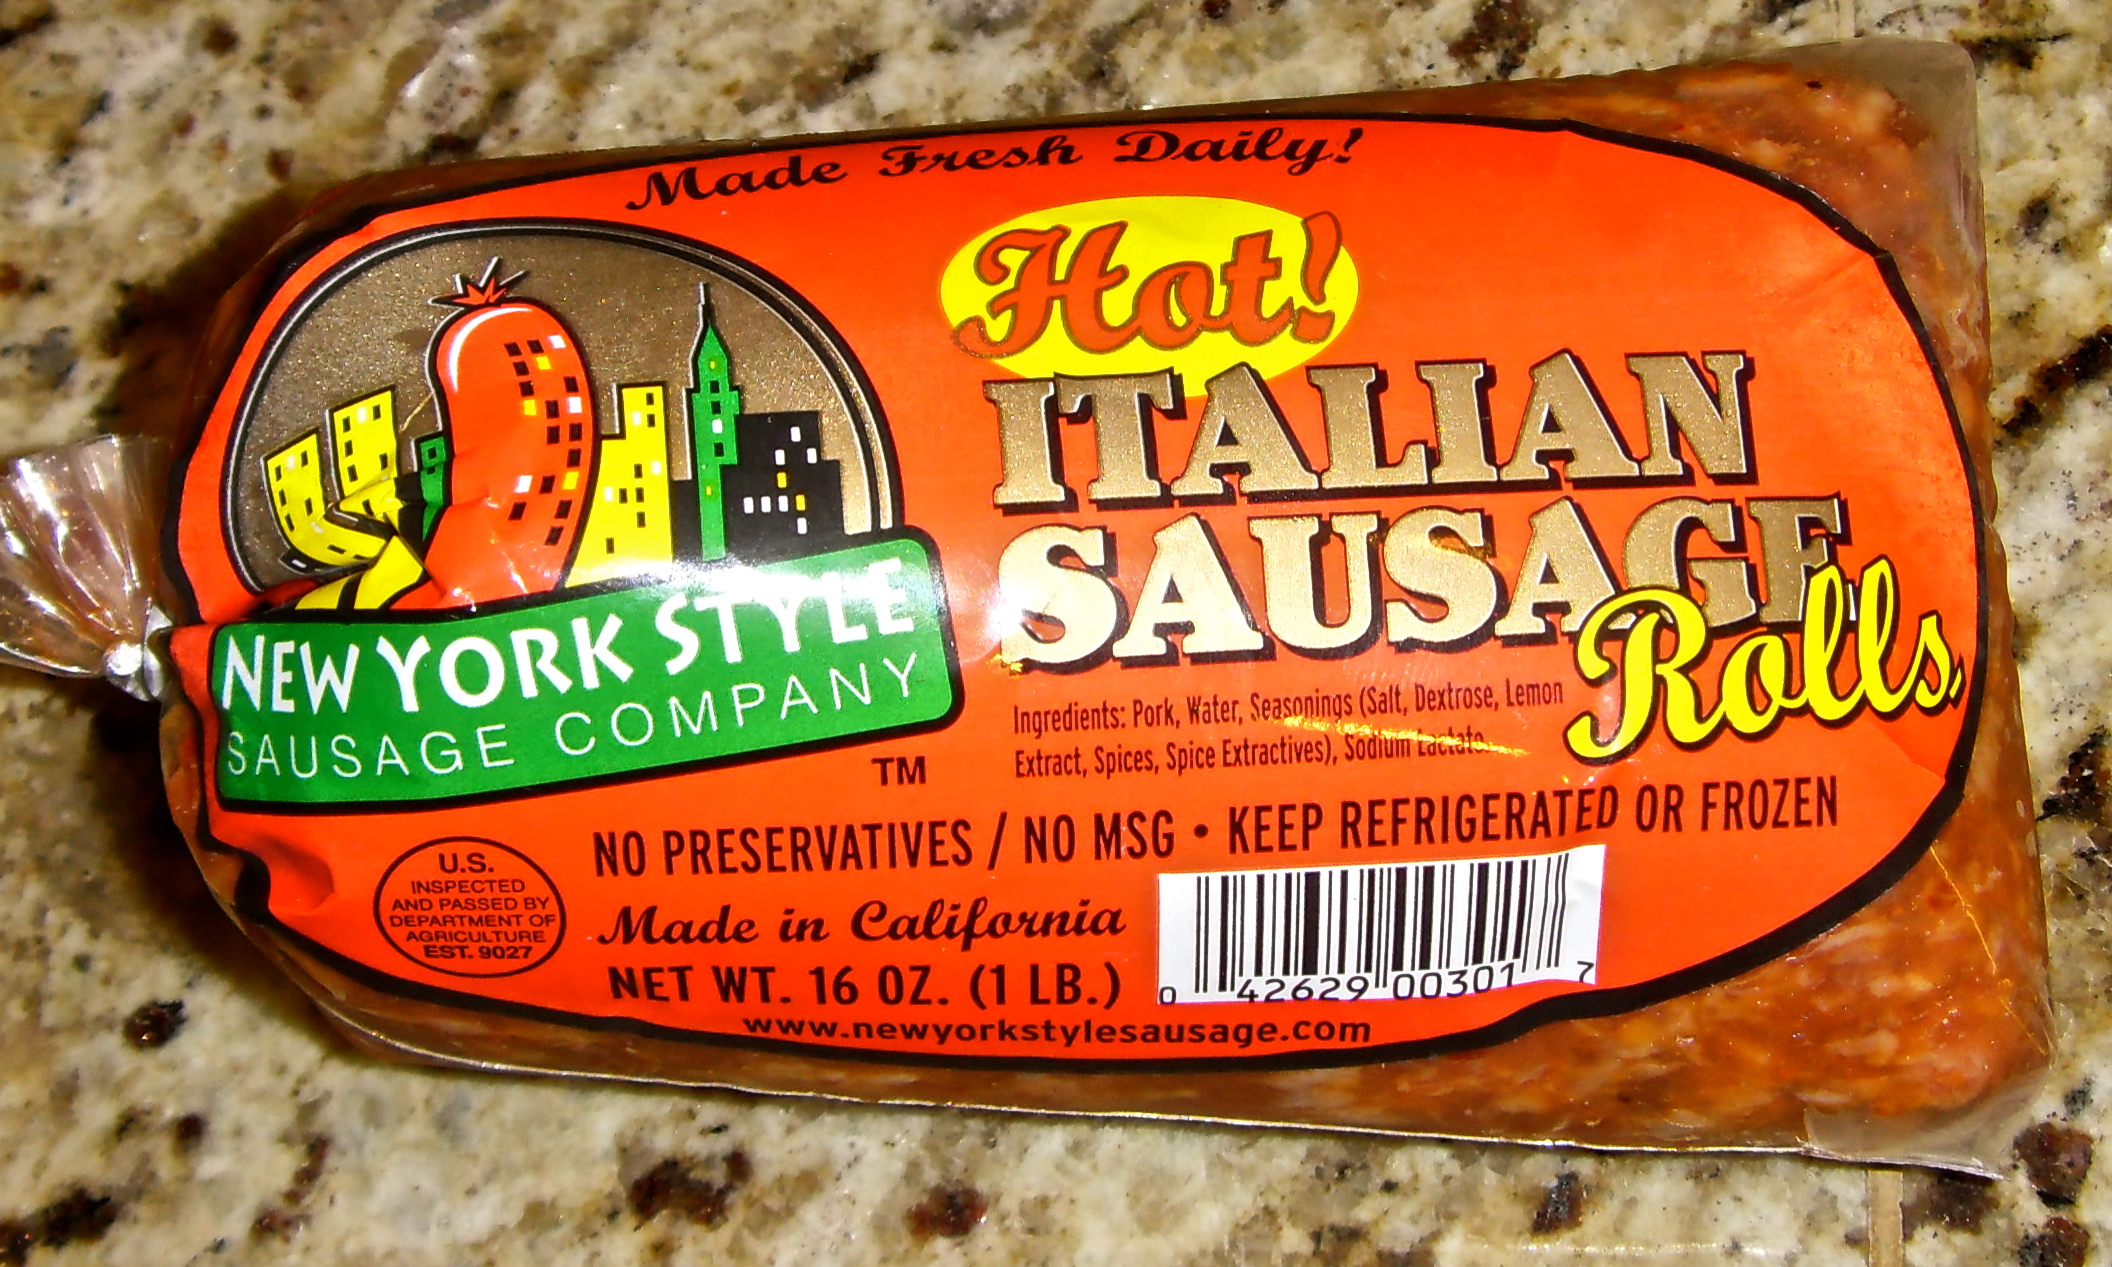 Made Fresh Daily!
Hot!
ITALIAN
SAUSAGE
Rolls
NEW YORK STYLE
SAUSAGE COMPANY
TM
Ingredients: Pork, Water, Seasonings (Salt, Dextrose, Lemon
Extract, Spices, Spice Extractives), Sodium Lactate.
NO PRESERVATIVES / NO MSG • KEEP REFRIGERATED OR FROZEN
U.S.
INSPECTED
AND PASSED BY
DEPARTMENT OF
AGRICULTURE
EST. 9027
Made in California
NET WT. 16 OZ. (1 LB.)
0 42629 00301 7
www.newyorkstylesausage.com